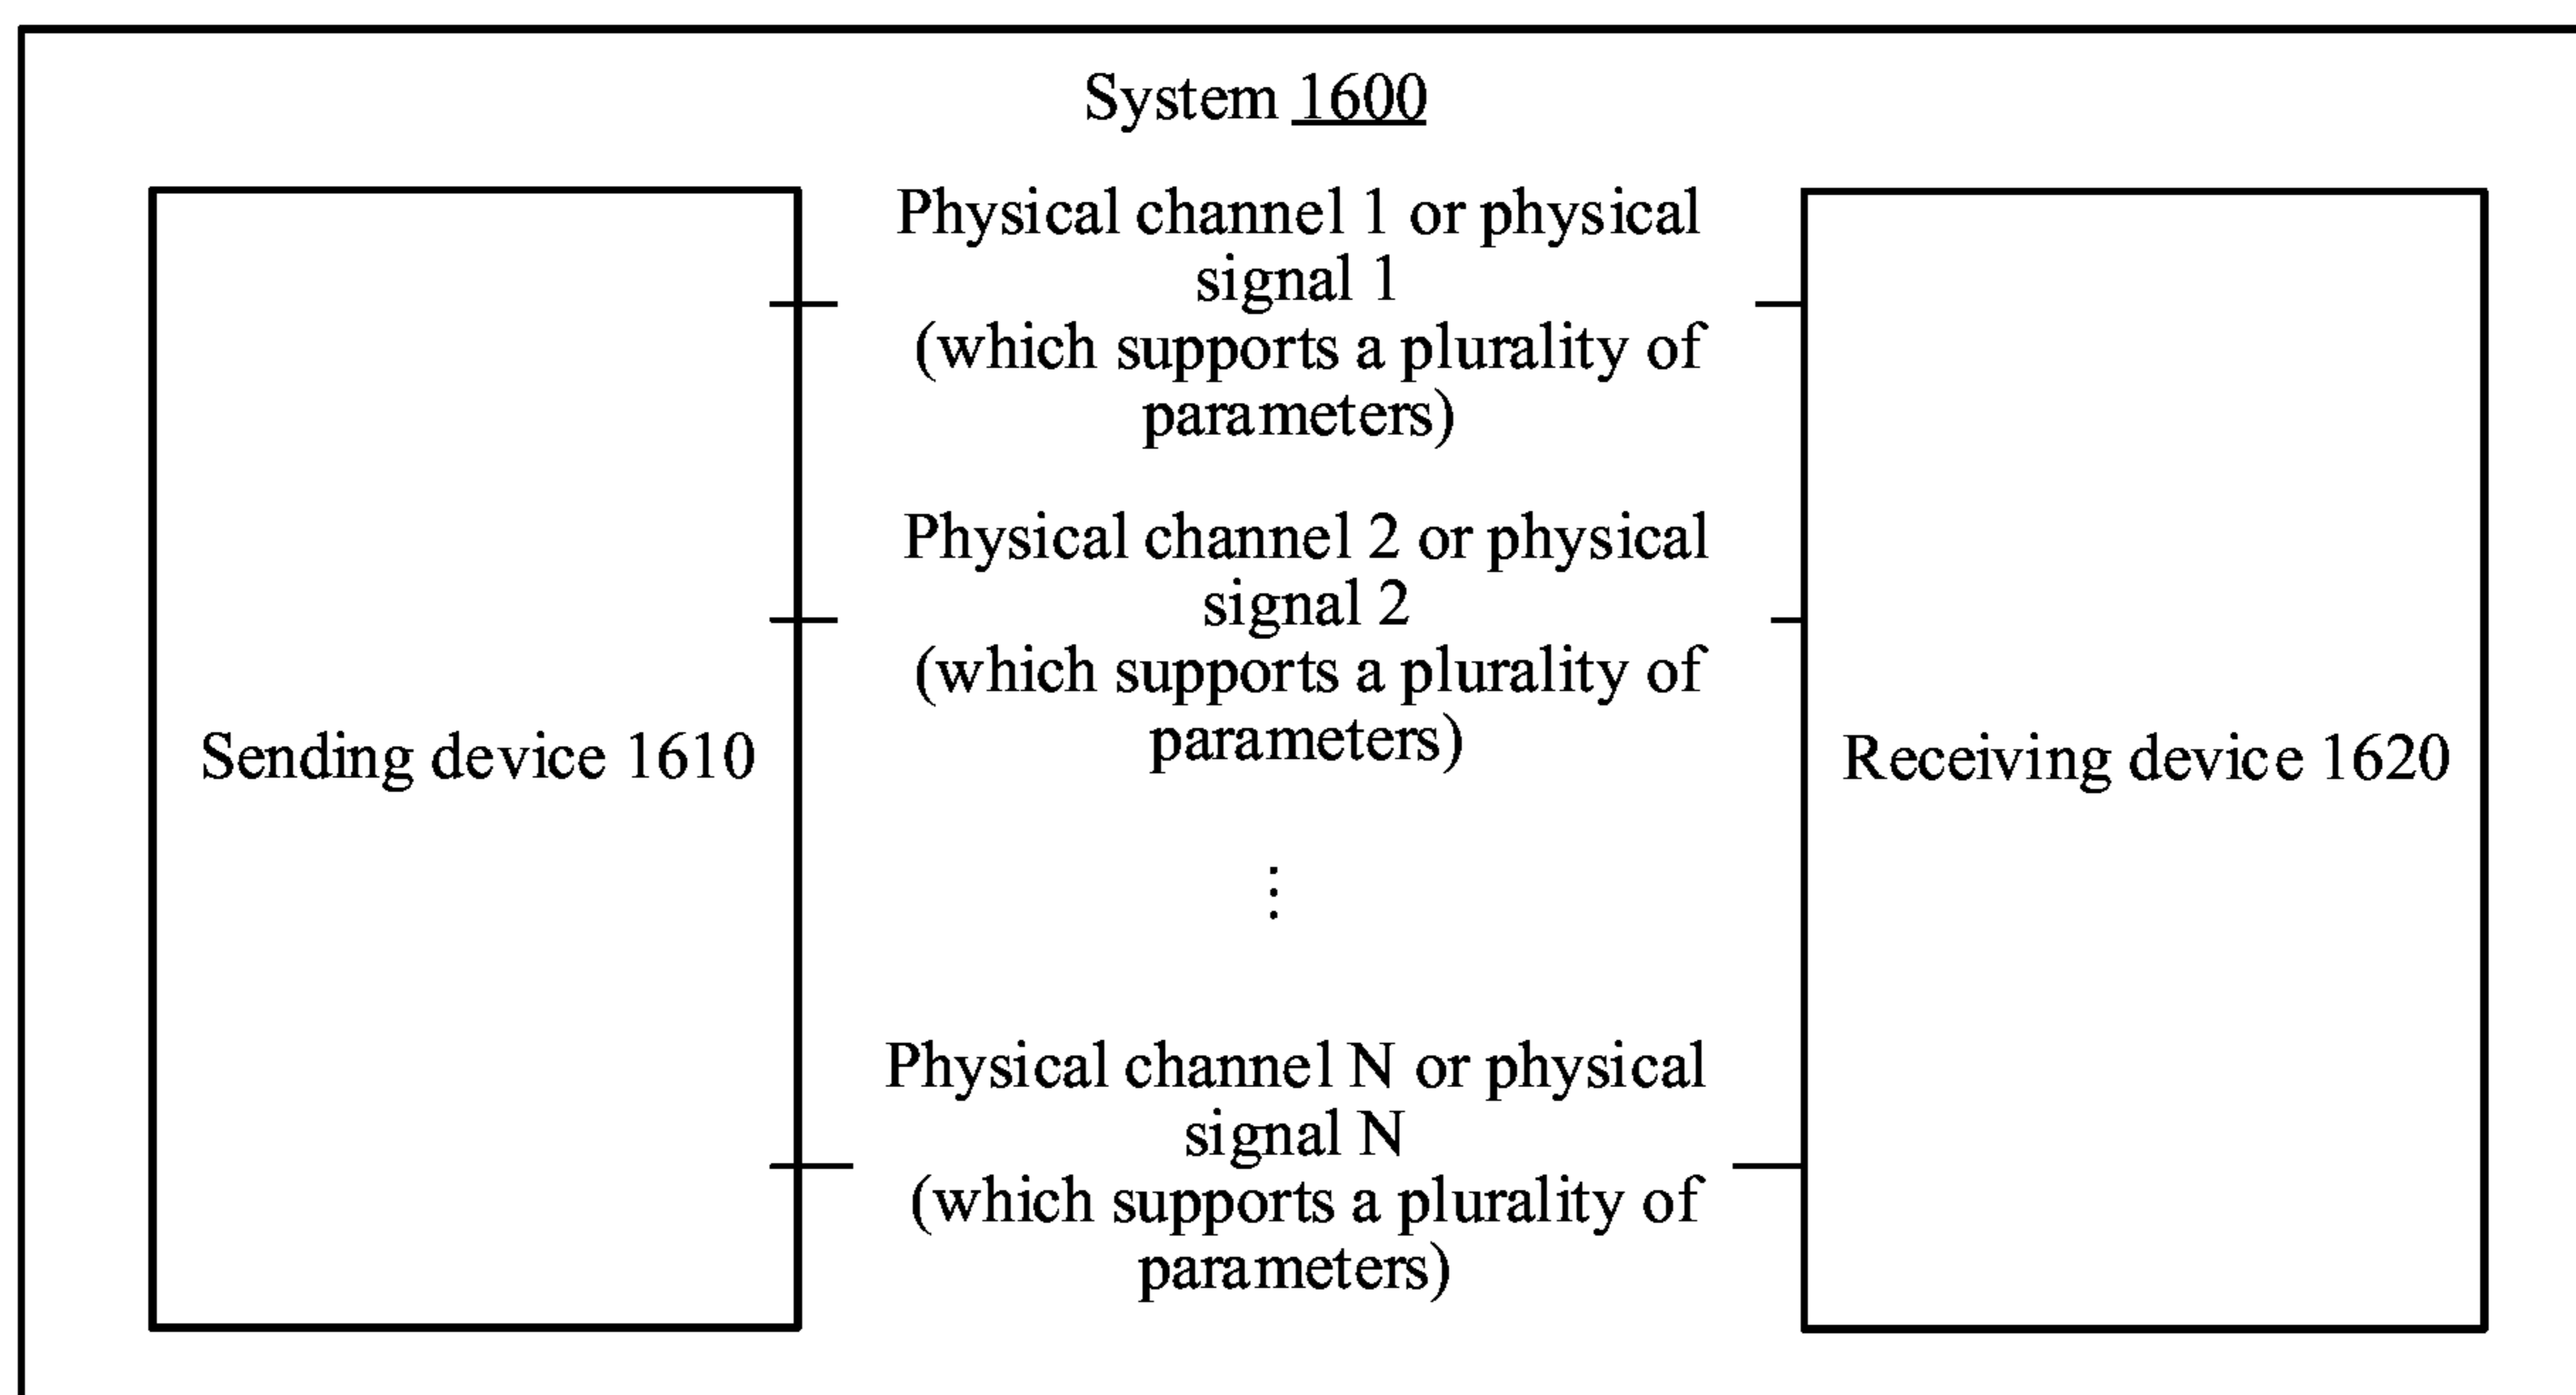 System 1600
Physical channel 1 or physical
signal 1
(which supports a plurality of
parameters)
Physical channel 2 or physical
signal 2
(which supports a plurality of
parameters)
Sending device 1610
Receiving device 1620
⋮
Physical channel N or physical
signal N
(which supports a plurality of
parameters)